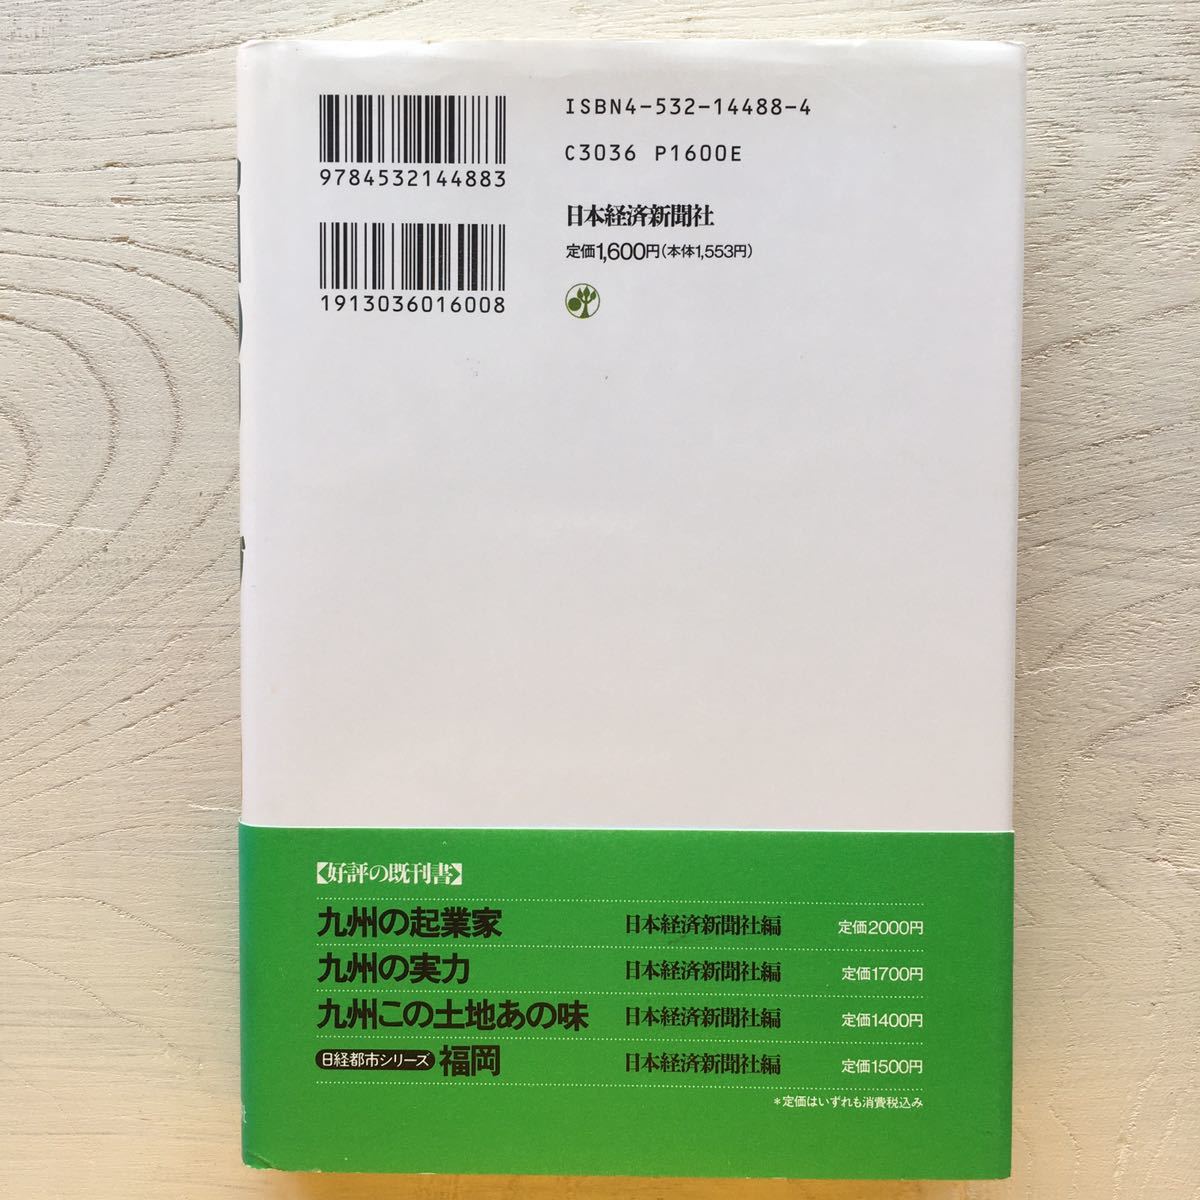 ISBN4-532-14488-4
C3036 P1600E
9784532144883
日本経済新聞社
定価1,600円(本体1,553円)
1913036016008
【好評の既刊書】
九州の起業家 日本経済新聞社編 定価2000円
九州の実力 日本経済新聞社編 定価1700円
九州この土地あの味 日本経済新聞社編 定価1400円
日経都市シリーズ 福岡 日本経済新聞社編 定価1500円
*定価はいずれも消費税込み